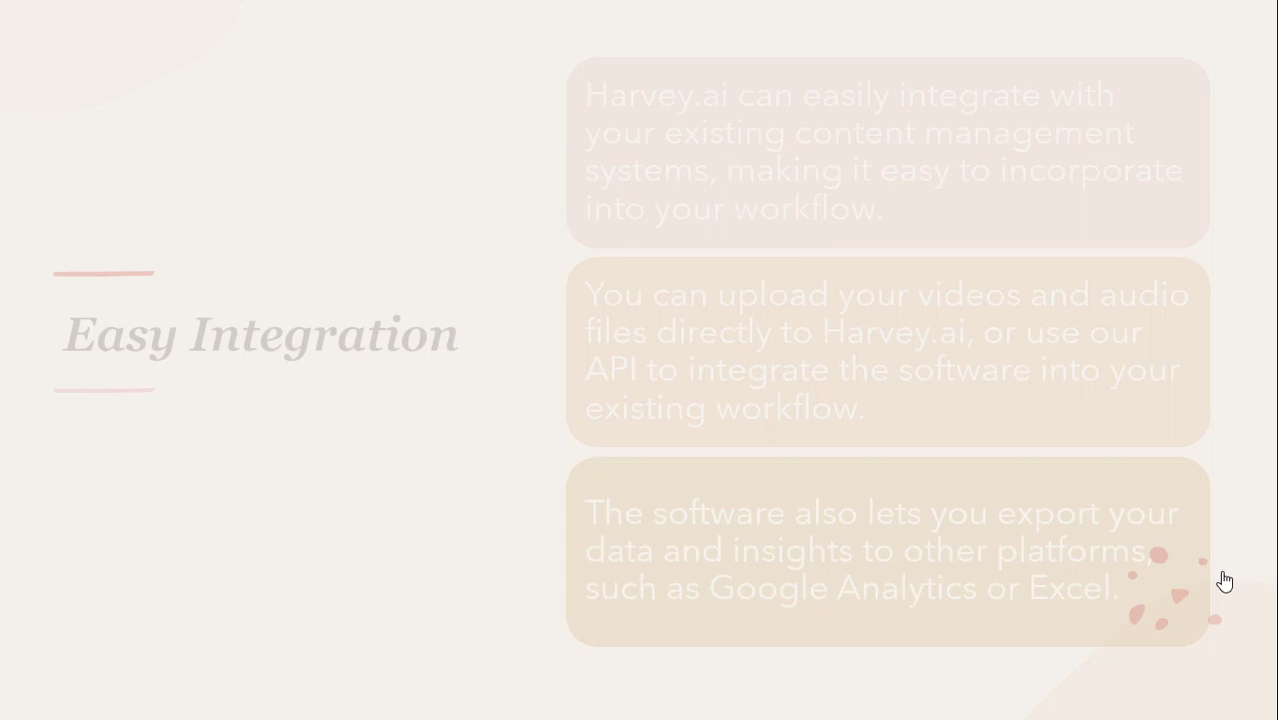 Easy Integration
Harvey.ai can easily integrate with
your existing content management
systems, making it easy to incorporate
into your workflow.
You can upload your videos and audio
files directly to Harvey.ai, or use our
API to integrate the software into your
existing workflow.
The software also lets you export your
data and insights to other platforms,
such as Google Analytics or Excel.